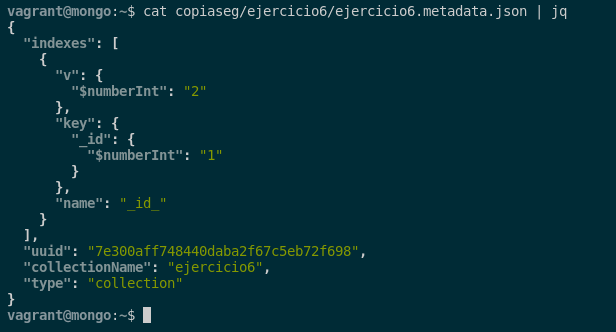 vagrant@mongo:~$ cat copiaseg/ejercicio6/ejercicio6.metadata.json | jq
{
  "indexes": [
    {
      "v": {
        "$numberInt": "2"
      },
      "key": {
        "_id": {
          "$numberInt": "1"
        }
      },
      "name": "_id_"
    }
  ],
  "uuid": "7e300aff748440daba2f67c5eb72f698",
  "collectionName": "ejercicio6",
  "type": "collection"
}
vagrant@mongo:~$